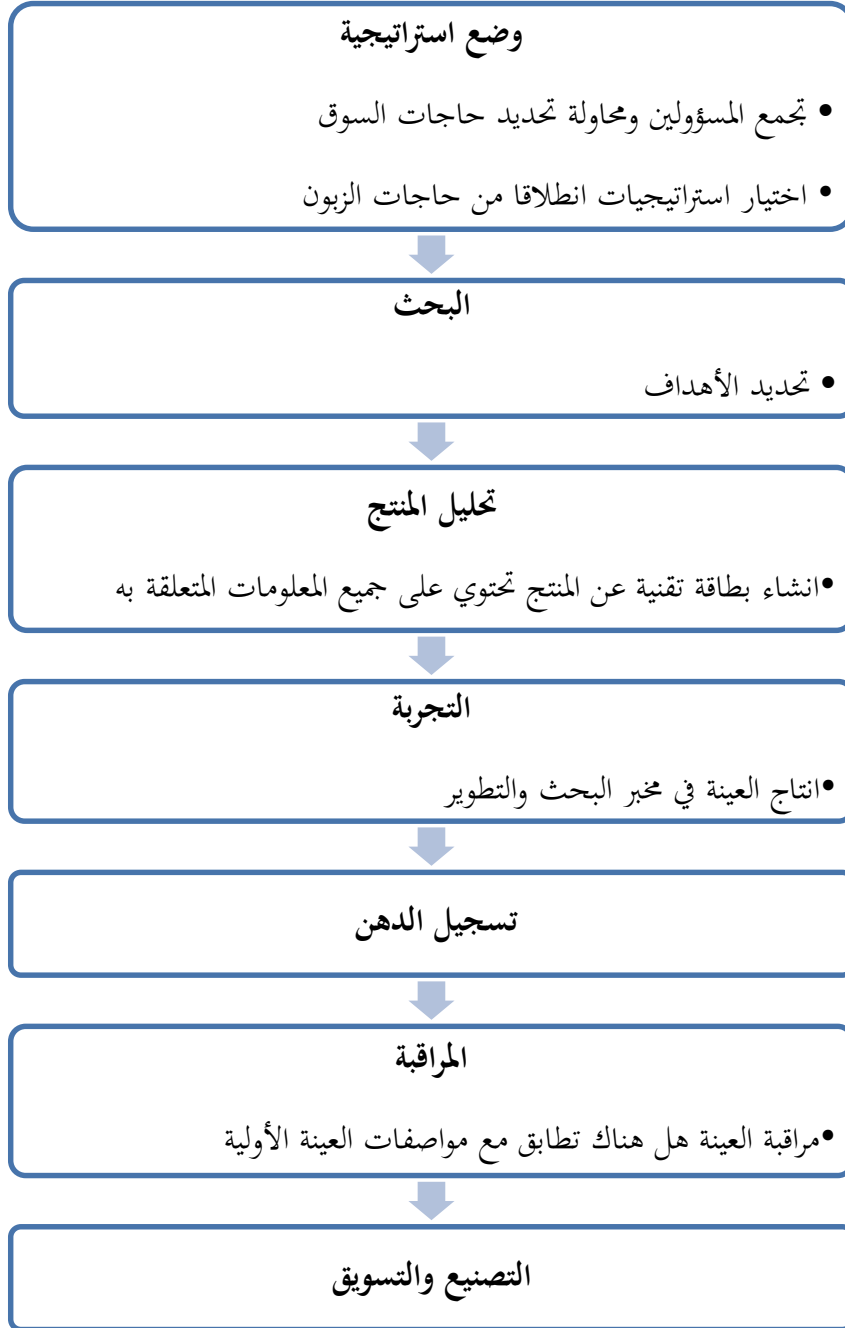 وضع استراتيجية
• تجمع المسؤولين ومحاولة تحديد حاجات السوق
• اختيار استراتيجيات انطلاقا من حاجات الزبون
البحث
• تحديد الأهداف
تحليل المنتج
•انشاء بطاقة تقنية عن المنتج تحتوي على جميع المعلومات المتعلقة به
التجربة
•انتاج العينة في مخبر البحث والتطوير
تسجيل الدهن
المراقبة
•مراقبة العينة هل هناك تطابق مع مواصفات العينة الأولية
التصنيع والتسويق